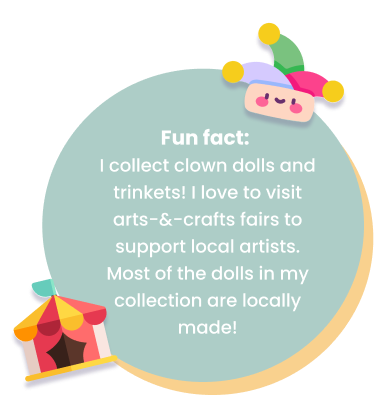 Fun fact:
I collect clown dolls and
trinkets! I love to visit
arts-&-crafts fairs to
support local artists.
Most of the dolls in my
collection are locally
made!